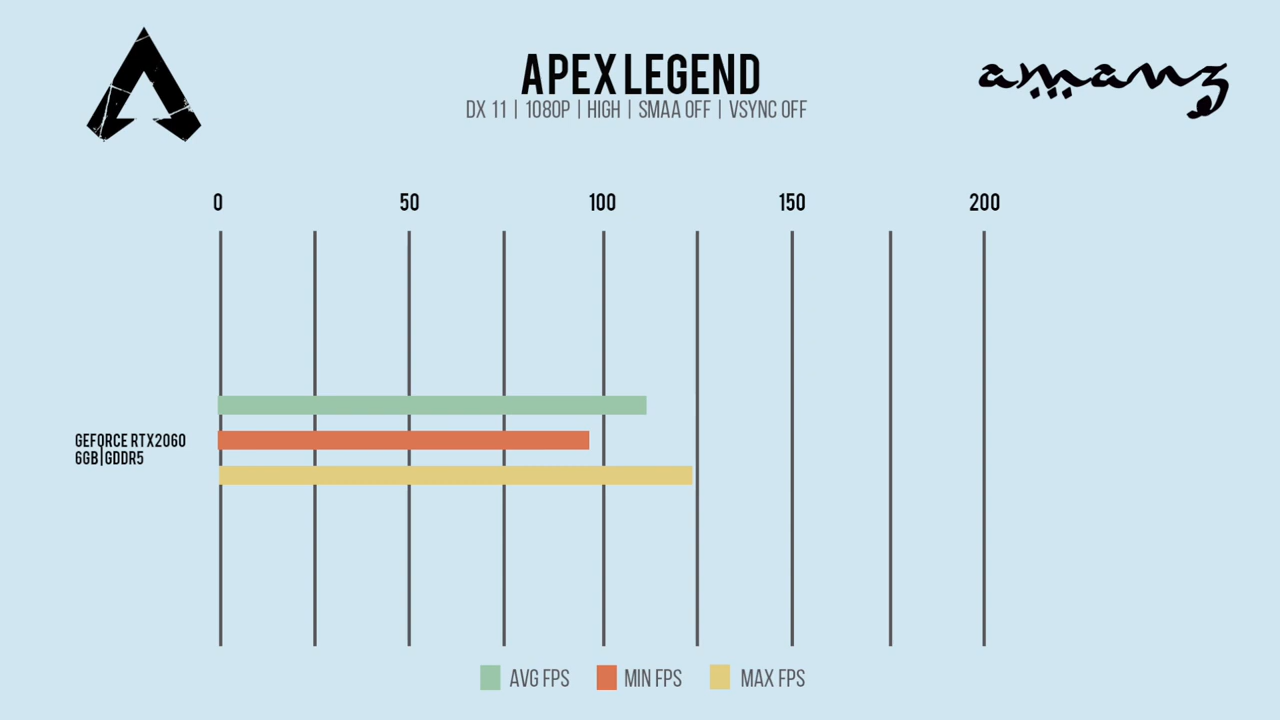 APEX LEGEND
amanz
DX 11 | 1080P | HIGH | SMAA OFF | VSYNC OFF
0 50 100 150 200
GEFORCE RTX2060
6GB|GDDR5
AVG FPS MIN FPS MAX FPS